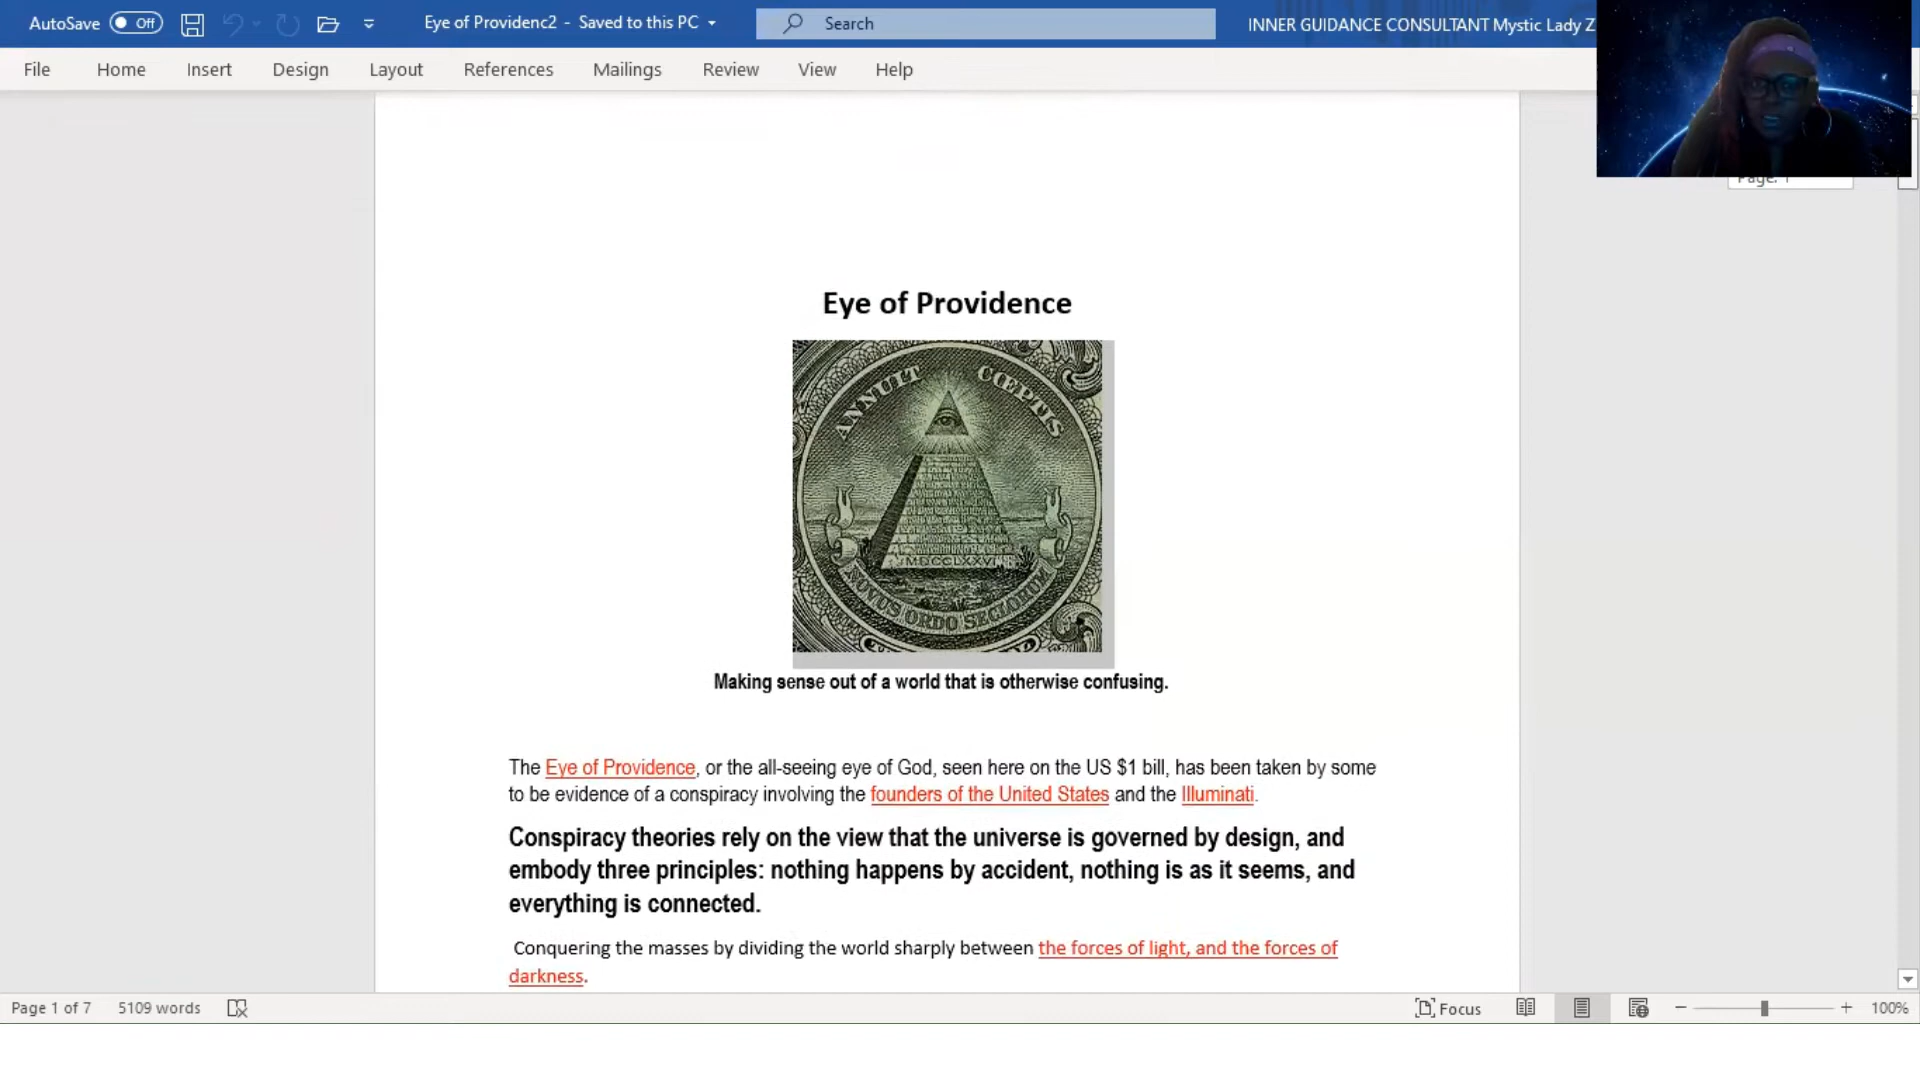 AutoSave Off Eye of Providenc2 - Saved to this PC Search INNER GUIDANCE CONSULTANT Mystic Lady Z
File Home Insert Design Layout References Mailings Review View Help
Page: 1
Eye of Providence
ANNUIT CŒPTIS
MDCCLXXVI
NOVUS ORDO SECLORUM
Making sense out of a world that is otherwise confusing.
The Eye of Providence, or the all-seeing eye of God, seen here on the US $1 bill, has been taken by some
to be evidence of a conspiracy involving the founders of the United States and the Illuminati.
Conspiracy theories rely on the view that the universe is governed by design, and
embody three principles: nothing happens by accident, nothing is as it seems, and
everything is connected.
Conquering the masses by dividing the world sharply between the forces of light, and the forces of
darkness.
Page 1 of 7 5109 words Focus 100%